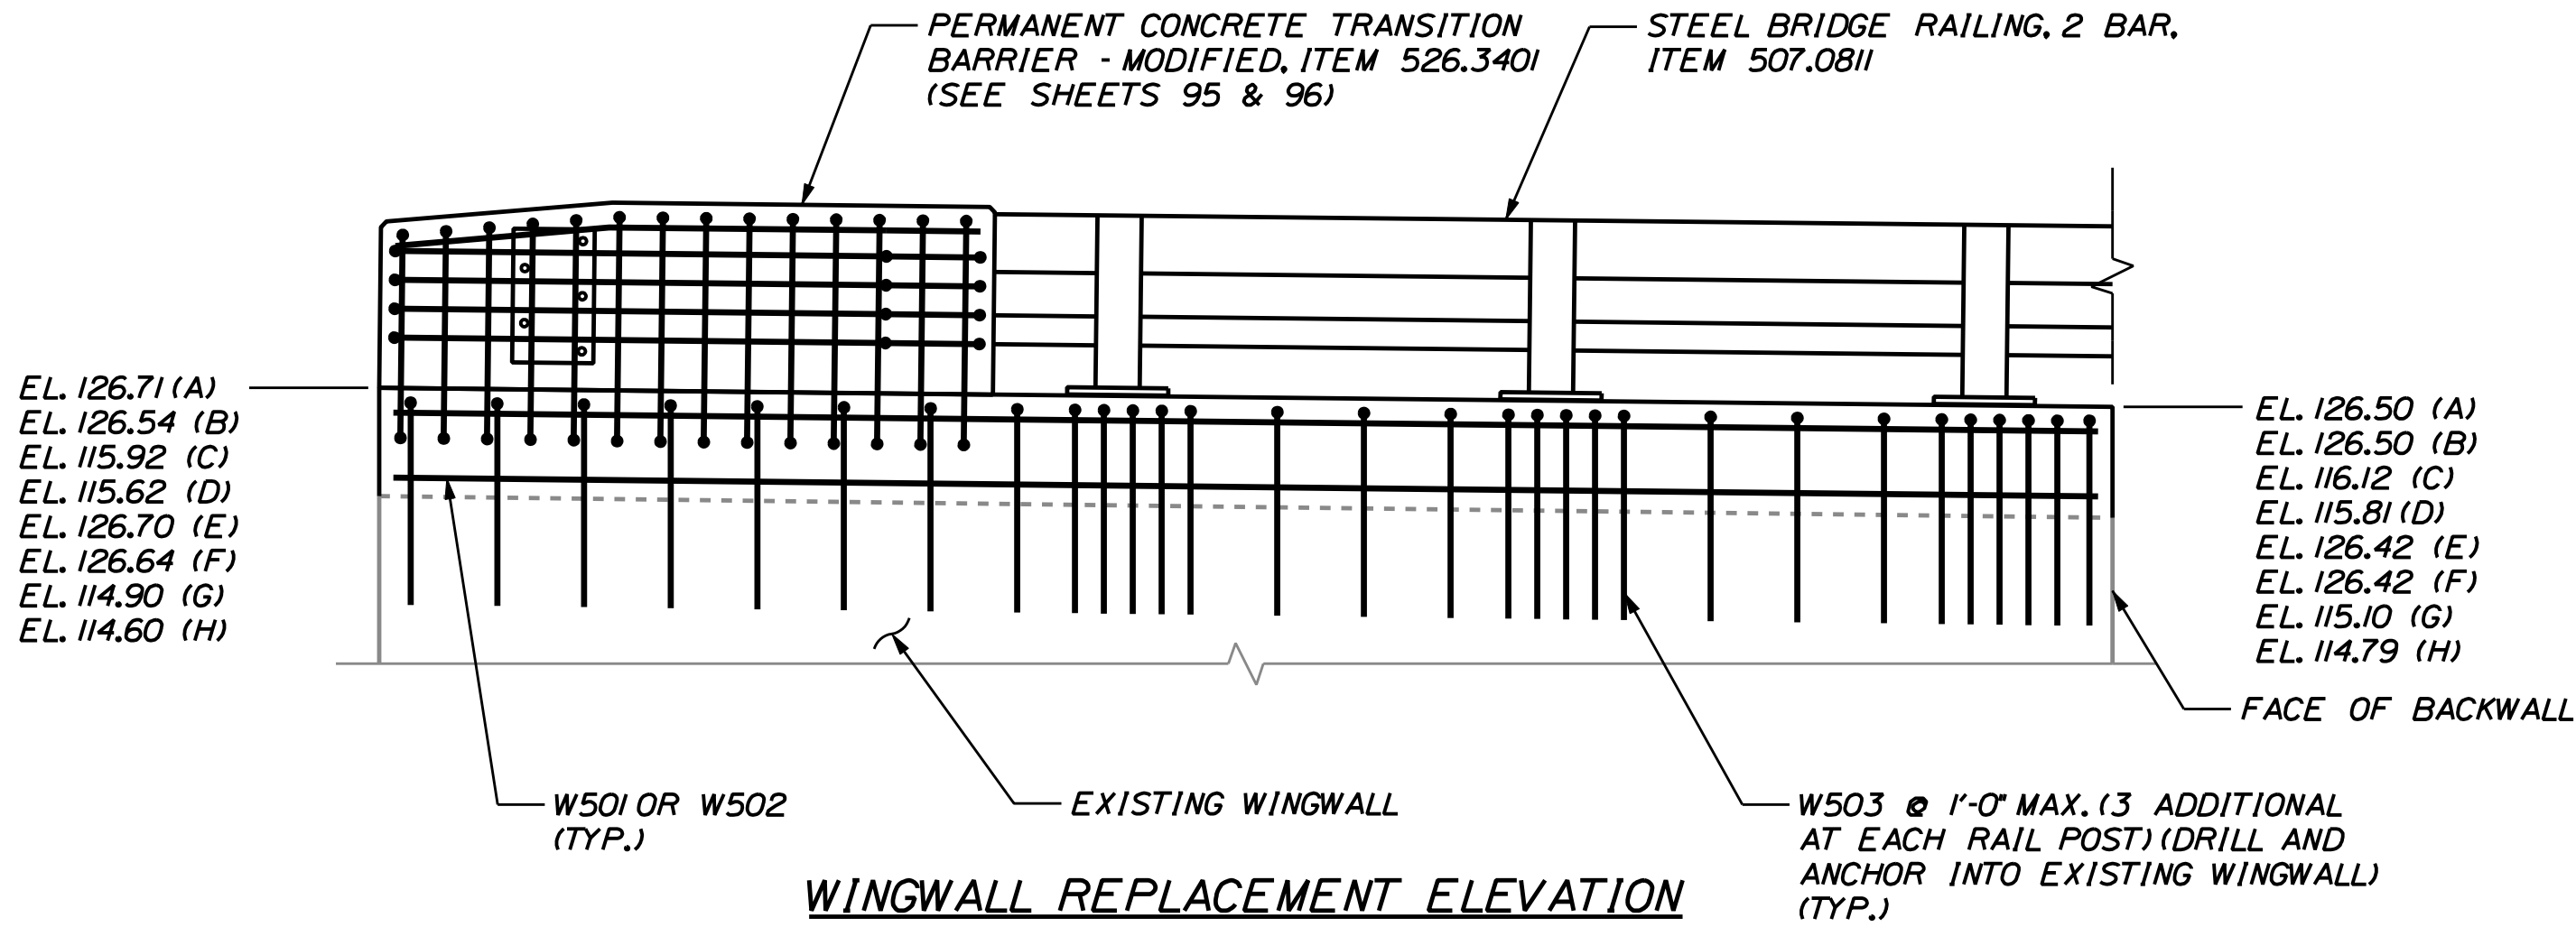 PERMANENT CONCRETE TRANSITION
BARRIER - MODIFIED, ITEM 526.3401
(SEE SHEETS 95 & 96)
STEEL BRIDGE RAILING, 2 BAR,
ITEM 507.0811
EL. 126.71 (A)
EL. 126.54 (B)
EL. 115.92 (C)
EL. 115.62 (D)
EL. 126.70 (E)
EL. 126.64 (F)
EL. 114.90 (G)
EL. 114.60 (H)
EL. 126.50 (A)
EL. 126.50 (B)
EL. 116.12 (C)
EL. 115.81 (D)
EL. 126.42 (E)
EL. 126.42 (F)
EL. 115.10 (G)
EL. 114.79 (H)
FACE OF BACKWALL
W501 OR W502
(TYP.)
EXISTING WINGWALL
W503 @ 1'-0" MAX. (3 ADDITIONAL
AT EACH RAIL POST) (DRILL AND
ANCHOR INTO EXISTING WINGWALL)
(TYP.)
WINGWALL REPLACEMENT ELEVATION